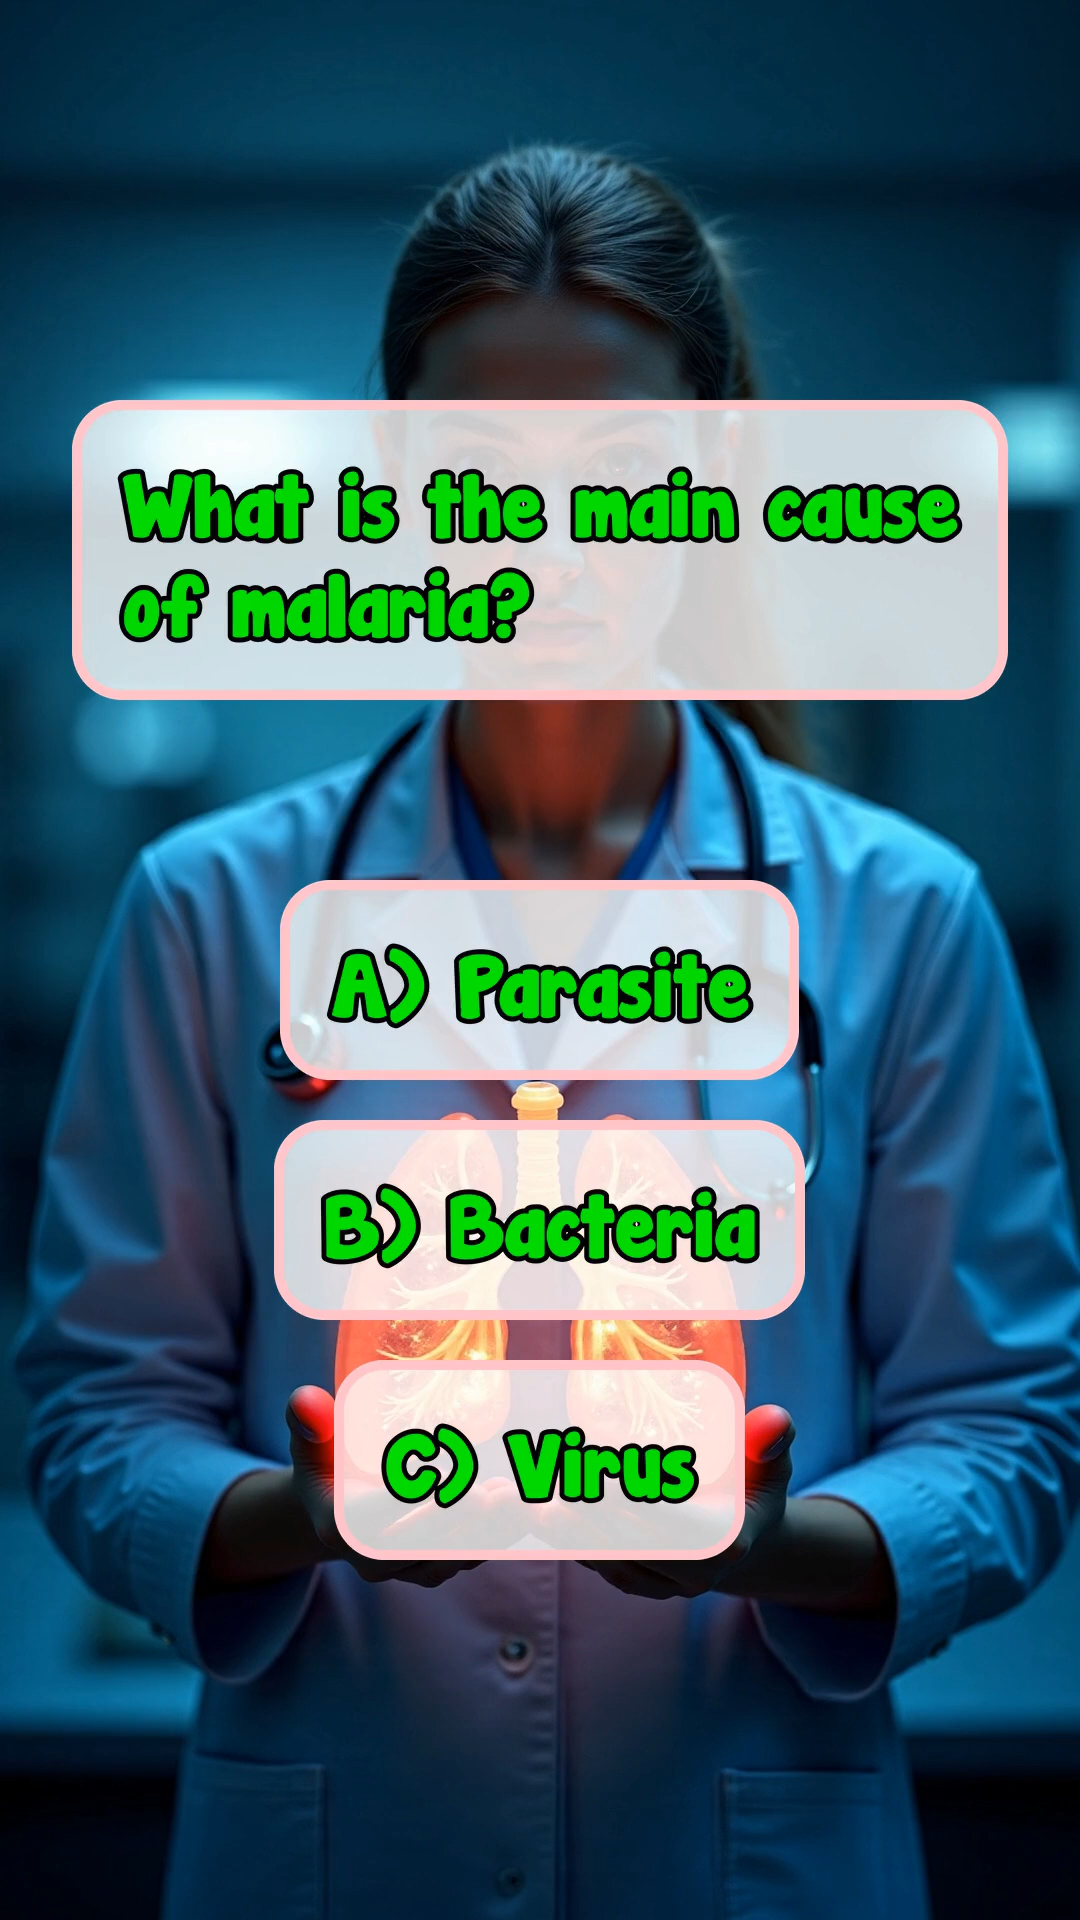 What is the main cause
of malaria?
A) Parasite
B) Bacteria
C) Virus